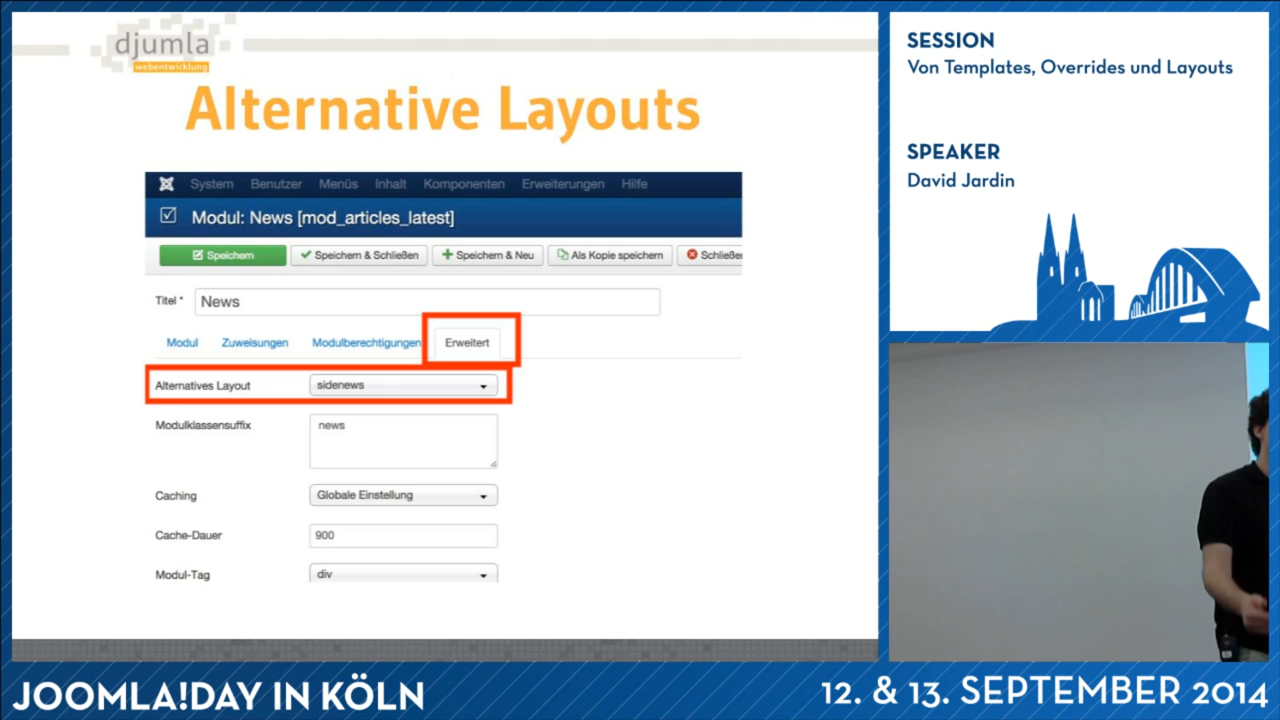 djumla
webentwicklung
Alternative Layouts
System Benutzer Menüs Inhalt Komponenten Erweiterungen Hilfe
Modul: News [mod_articles_latest]
Speichern Speichern & Schließen Speichern & Neu Als Kopie speichern Schließen
Titel * News
Modul Zuweisungen Modulberechtigungen Erweitert
Alternatives Layout sidenews
Modulklassensuffix news
Caching Globale Einstellung
Cache-Dauer 900
Modul-Tag div
SESSION
Von Templates, Overrides und Layouts
SPEAKER
David Jardin
JOOMLA!DAY IN KÖLN
12. & 13. SEPTEMBER 2014